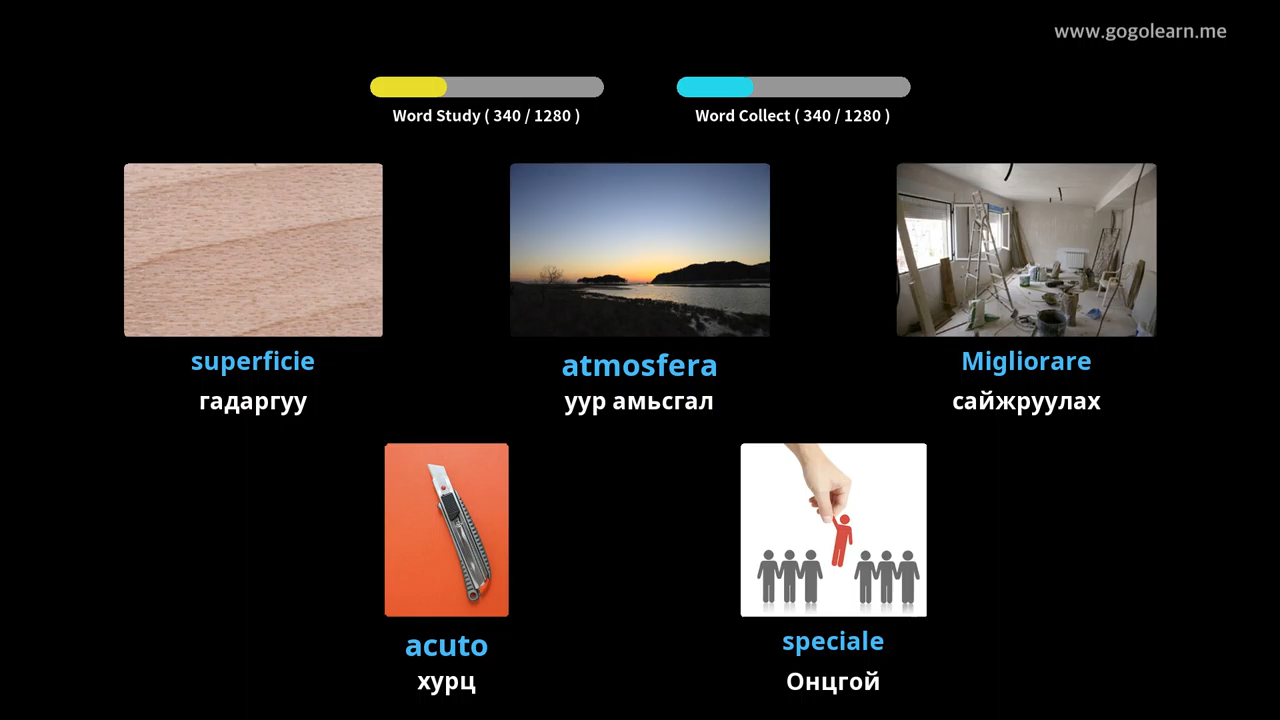 www.gogolearn.me
Word Study ( 340 / 1280 )
Word Collect ( 340 / 1280 )
superficie
atmosfera
Migliorare
гадаргуу
уур амьсгал
сайжруулах
acuto
speciale
хурц
Онцгой